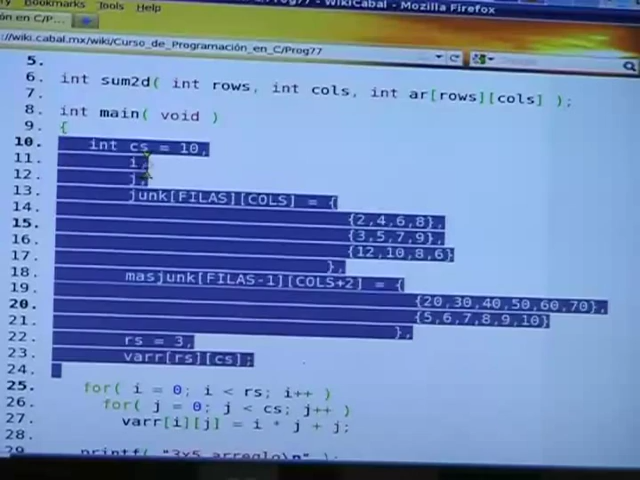 Bookmarks Tools Help
WikiCabal - Mozilla Firefox
ón en C/P...
://wiki.cabal.mx/wiki/Curso_de_Programación_en_C/Prog77
5.
6. int sum2d( int rows, int cols, int ar[rows][cols] );
7.
8. int main( void )
9. {
10. int cs = 10,
11. i,
12. j,
13. junk[FILAS][COLS] = {
14. {2,4,6,8},
15. {3,5,7,9},
16. {12,10,8,6}
17. },
18. masjunk[FILAS-1][COLS+2] = {
19. {20,30,40,50,60,70},
20. {5,6,7,8,9,10}
21. },
22. rs = 3,
23. varr[rs][cs];
24.
25. for( i = 0; i < rs; i++ )
26. for( j = 0; j < cs; j++ )
27. varr[i][j] = i * j + j;
28.
29 printf( "3x5 arreglo\n" );